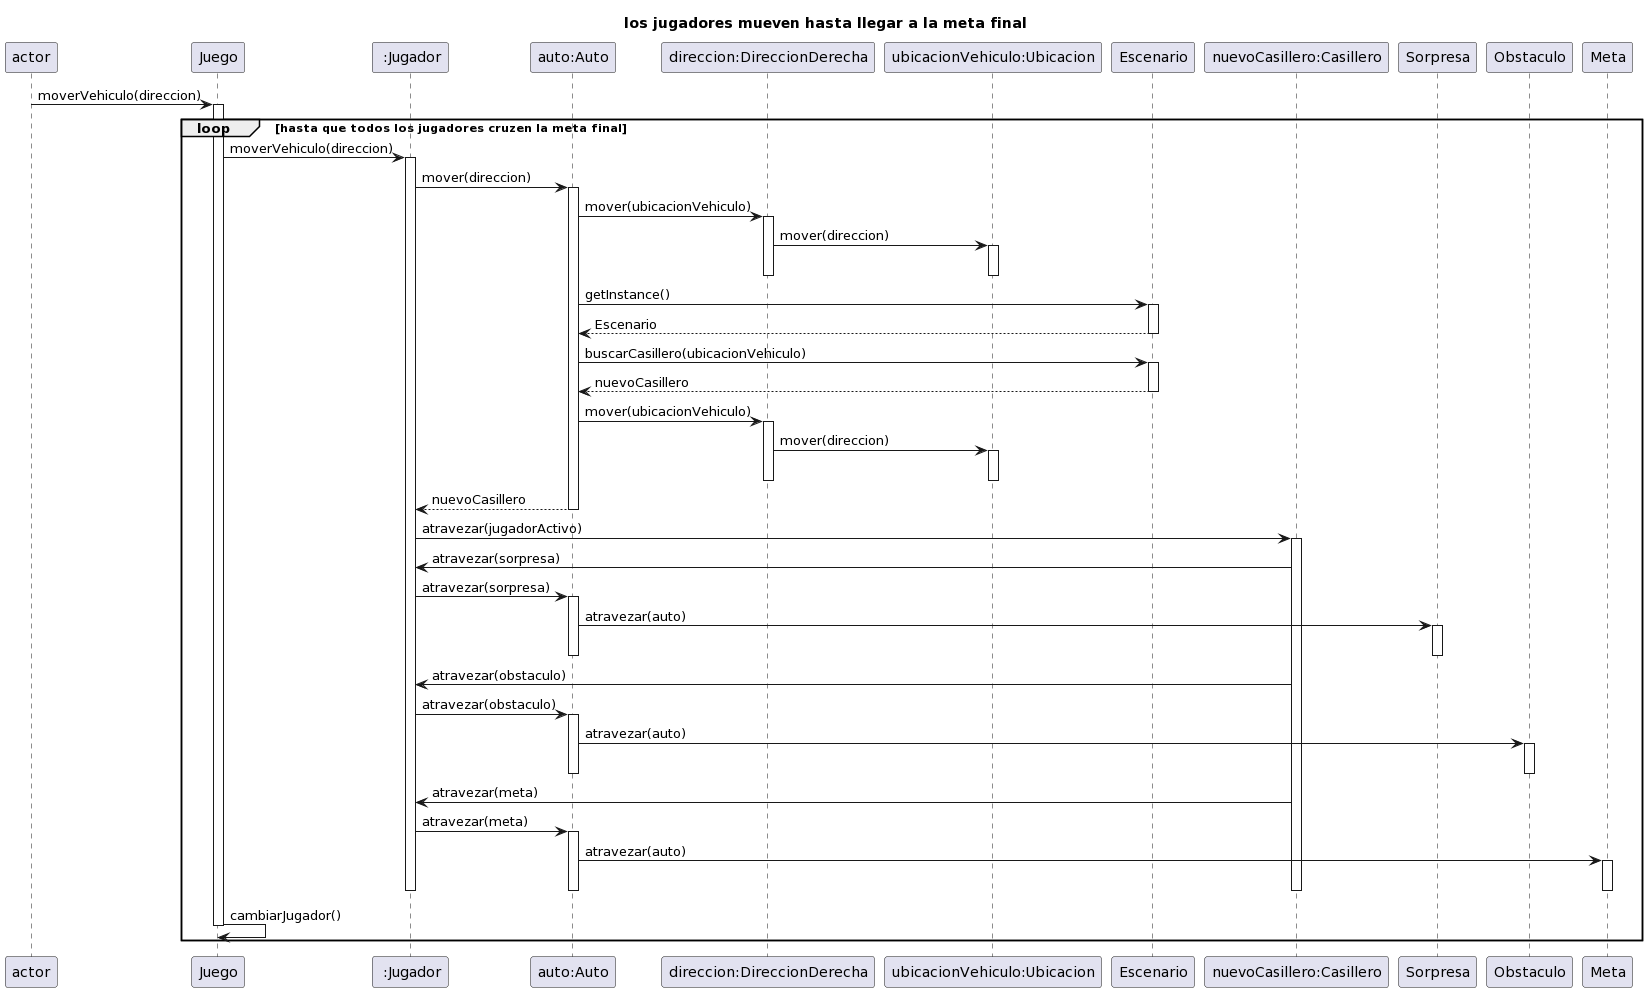 los jugadores mueven hasta llegar a la meta final
actor Juego :Jugador auto:Auto direccion:DireccionDerecha ubicacionVehiculo:Ubicacion Escenario nuevoCasillero:Casillero Sorpresa Obstaculo Meta
moverVehiculo(direccion)
loop [hasta que todos los jugadores cruzen la meta final]
moverVehiculo(direccion)
mover(direccion)
mover(ubicacionVehiculo)
mover(direccion)
getInstance()
Escenario
buscarCasillero(ubicacionVehiculo)
nuevoCasillero
mover(ubicacionVehiculo)
mover(direccion)
nuevoCasillero
atravezar(jugadorActivo)
atravezar(sorpresa)
atravezar(sorpresa)
atravezar(auto)
atravezar(obstaculo)
atravezar(obstaculo)
atravezar(auto)
atravezar(meta)
atravezar(meta)
atravezar(auto)
cambiarJugador()
actor Juego :Jugador auto:Auto direccion:DireccionDerecha ubicacionVehiculo:Ubicacion Escenario nuevoCasillero:Casillero Sorpresa Obstaculo Meta